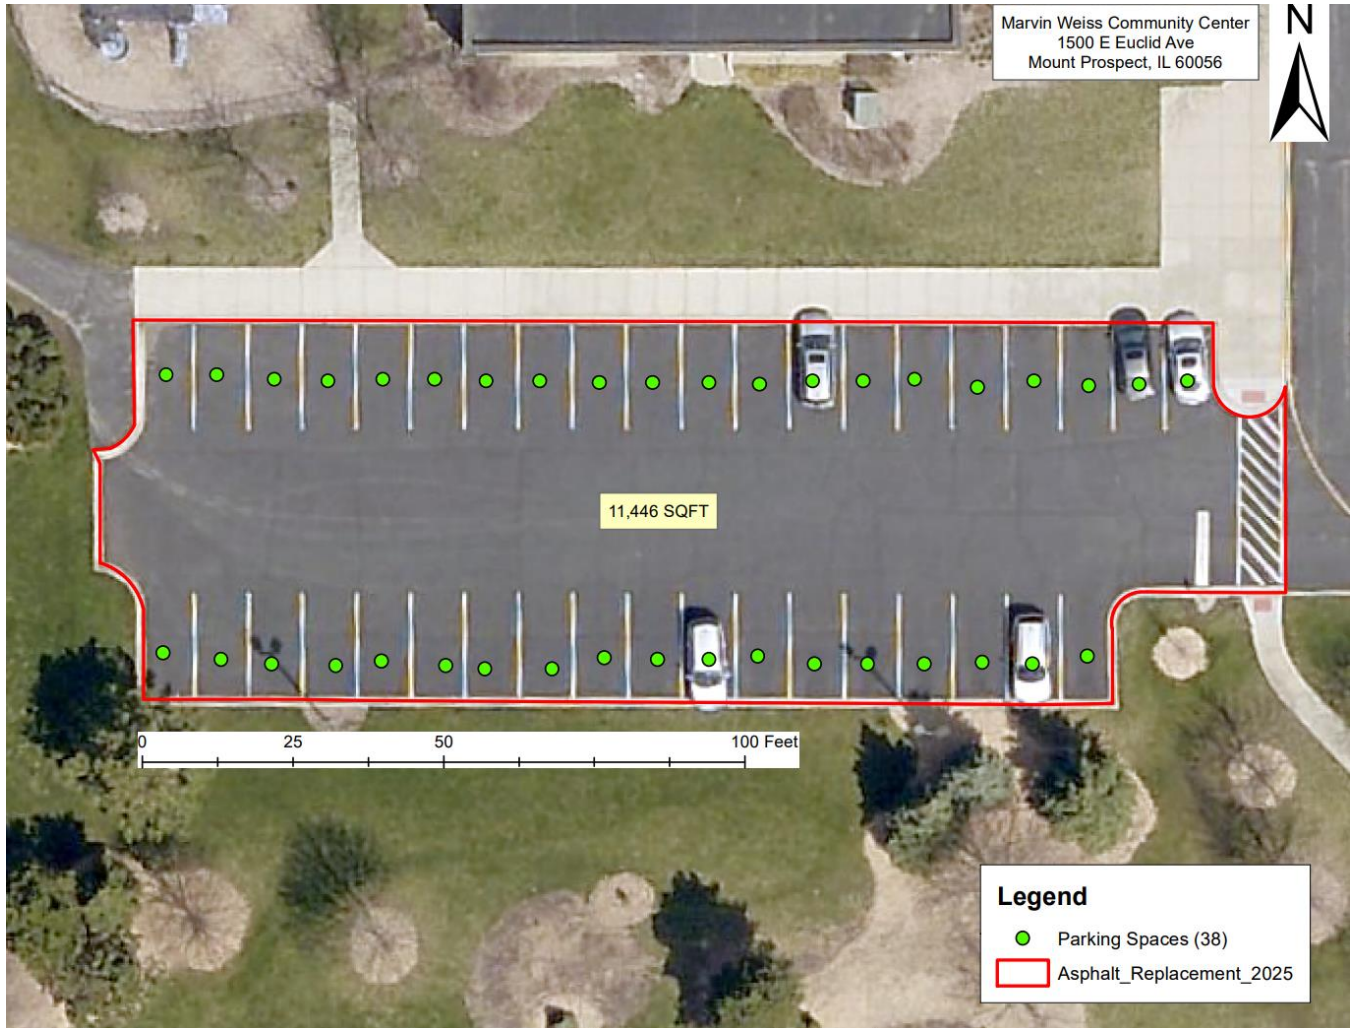 Marvin Weiss Community Center
1500 E Euclid Ave
Mount Prospect, IL 60056
N
11,446 SQFT
0 25 50 100 Feet
Legend
Parking Spaces (38)
Asphalt_Replacement_2025